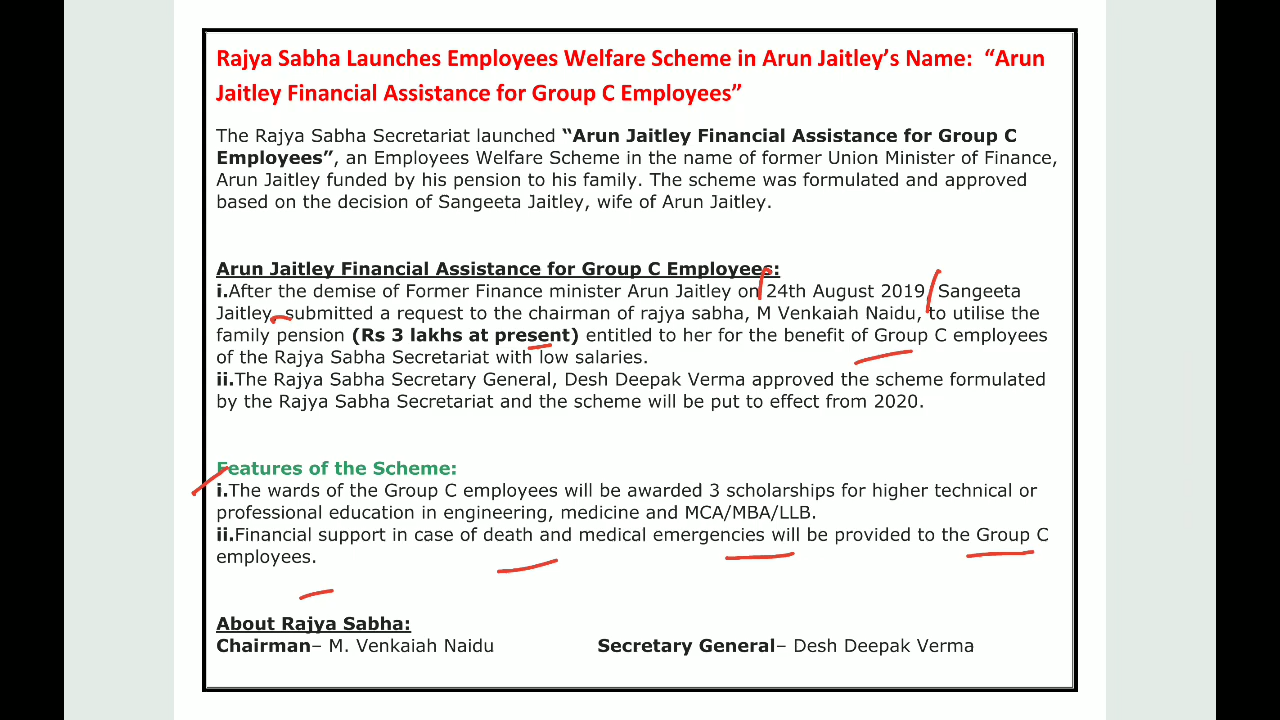 Rajya Sabha Launches Employees Welfare Scheme in Arun Jaitley’s Name:  “Arun
Jaitley Financial Assistance for Group C Employees”
The Rajya Sabha Secretariat launched “Arun Jaitley Financial Assistance for Group C
Employees”, an Employees Welfare Scheme in the name of former Union Minister of Finance,
Arun Jaitley funded by his pension to his family. The scheme was formulated and approved
based on the decision of Sangeeta Jaitley, wife of Arun Jaitley.
Arun Jaitley Financial Assistance for Group C Employees:
i.After the demise of Former Finance minister Arun Jaitley on 24th August 2019, Sangeeta
Jaitley, submitted a request to the chairman of rajya sabha, M Venkaiah Naidu, to utilise the
family pension (Rs 3 lakhs at present) entitled to her for the benefit of Group C employees
of the Rajya Sabha Secretariat with low salaries.
ii.The Rajya Sabha Secretary General, Desh Deepak Verma approved the scheme formulated
by the Rajya Sabha Secretariat and the scheme will be put to effect from 2020.
Features of the Scheme:
i.The wards of the Group C employees will be awarded 3 scholarships for higher technical or
professional education in engineering, medicine and MCA/MBA/LLB.
ii.Financial support in case of death and medical emergencies will be provided to the Group C
employees.
About Rajya Sabha:
Chairman– M. Venkaiah Naidu Secretary General– Desh Deepak Verma